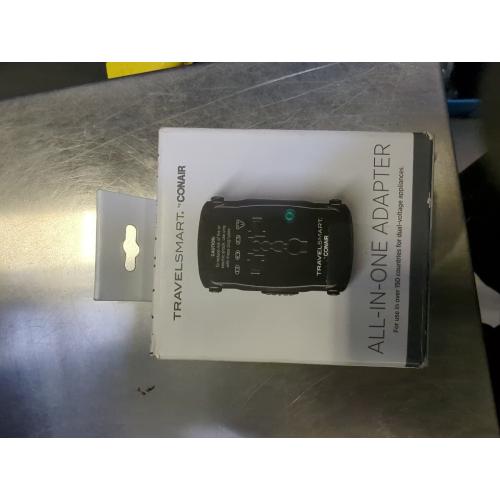 TRAVELSMART. by CONAIR
CAUTION:
TRAVELSMART.
by CONAIR
ALL-IN-ONE ADAPTER
For use in over 150 countries for dual-voltage appliances.